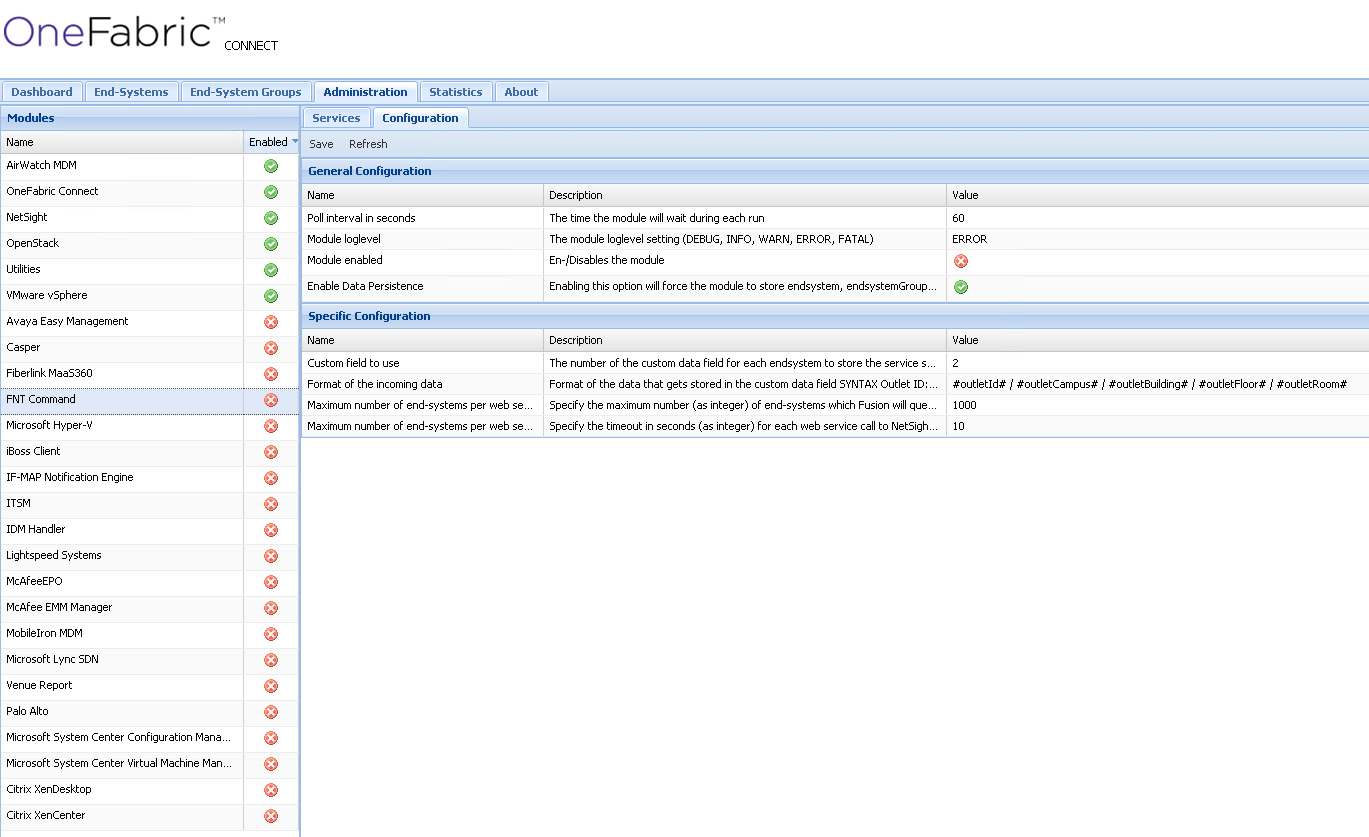 OneFabric™ CONNECT
Dashboard End-Systems End-System Groups Administration Statistics About
Modules
Name Enabled
AirWatch MDM
OneFabric Connect
NetSight
OpenStack
Utilities
VMware vSphere
Avaya Easy Management
Casper
Fiberlink MaaS360
FNT Command
Microsoft Hyper-V
iBoss Client
IF-MAP Notification Engine
ITSM
IDM Handler
Lightspeed Systems
McAfeeEPO
McAfee EMM Manager
MobileIron MDM
Microsoft Lync SDN
Venue Report
Palo Alto
Microsoft System Center Configuration Mana...
Microsoft System Center Virtual Machine Man...
Citrix XenDesktop
Citrix XenCenter
Services Configuration
Save Refresh
General Configuration
Name Description Value
Poll interval in seconds The time the module will wait during each run 60
Module loglevel The module loglevel setting (DEBUG, INFO, WARN, ERROR, FATAL) ERROR
Module enabled En-/Disables the module
Enable Data Persistence Enabling this option will force the module to store endsystem, endsystemGroup...
Specific Configuration
Name Description Value
Custom field to use The number of the custom data field for each endsystem to store the service s... 2
Format of the incoming data Format of the data that gets stored in the custom data field SYNTAX Outlet ID:... #outletId# / #outletCampus# / #outletBuilding# / #outletFloor# / #outletRoom#
Maximum number of end-systems per web se... Specify the maximum number (as integer) of end-systems which Fusion will que... 1000
Maximum number of end-systems per web se... Specify the timeout in seconds (as integer) for each web service call to NetSigh... 10